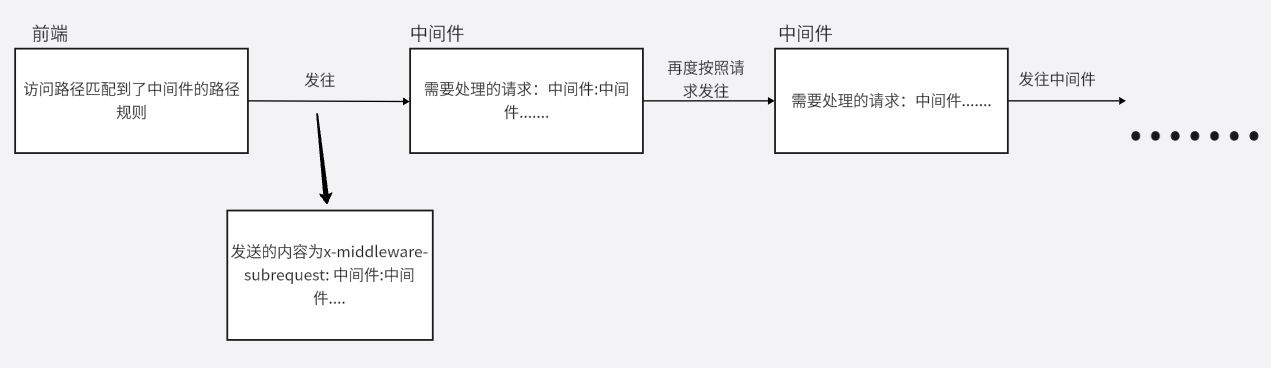 前端
中间件
中间件
访问路径匹配到了中间件的路径
规则
发往
需要处理的请求：中间件:中间
件.......
再度按照请
求发往
需要处理的请求：中间件.......
发往中间件
发送的内容为x-middleware-
subrequest: 中间件:中间
件....